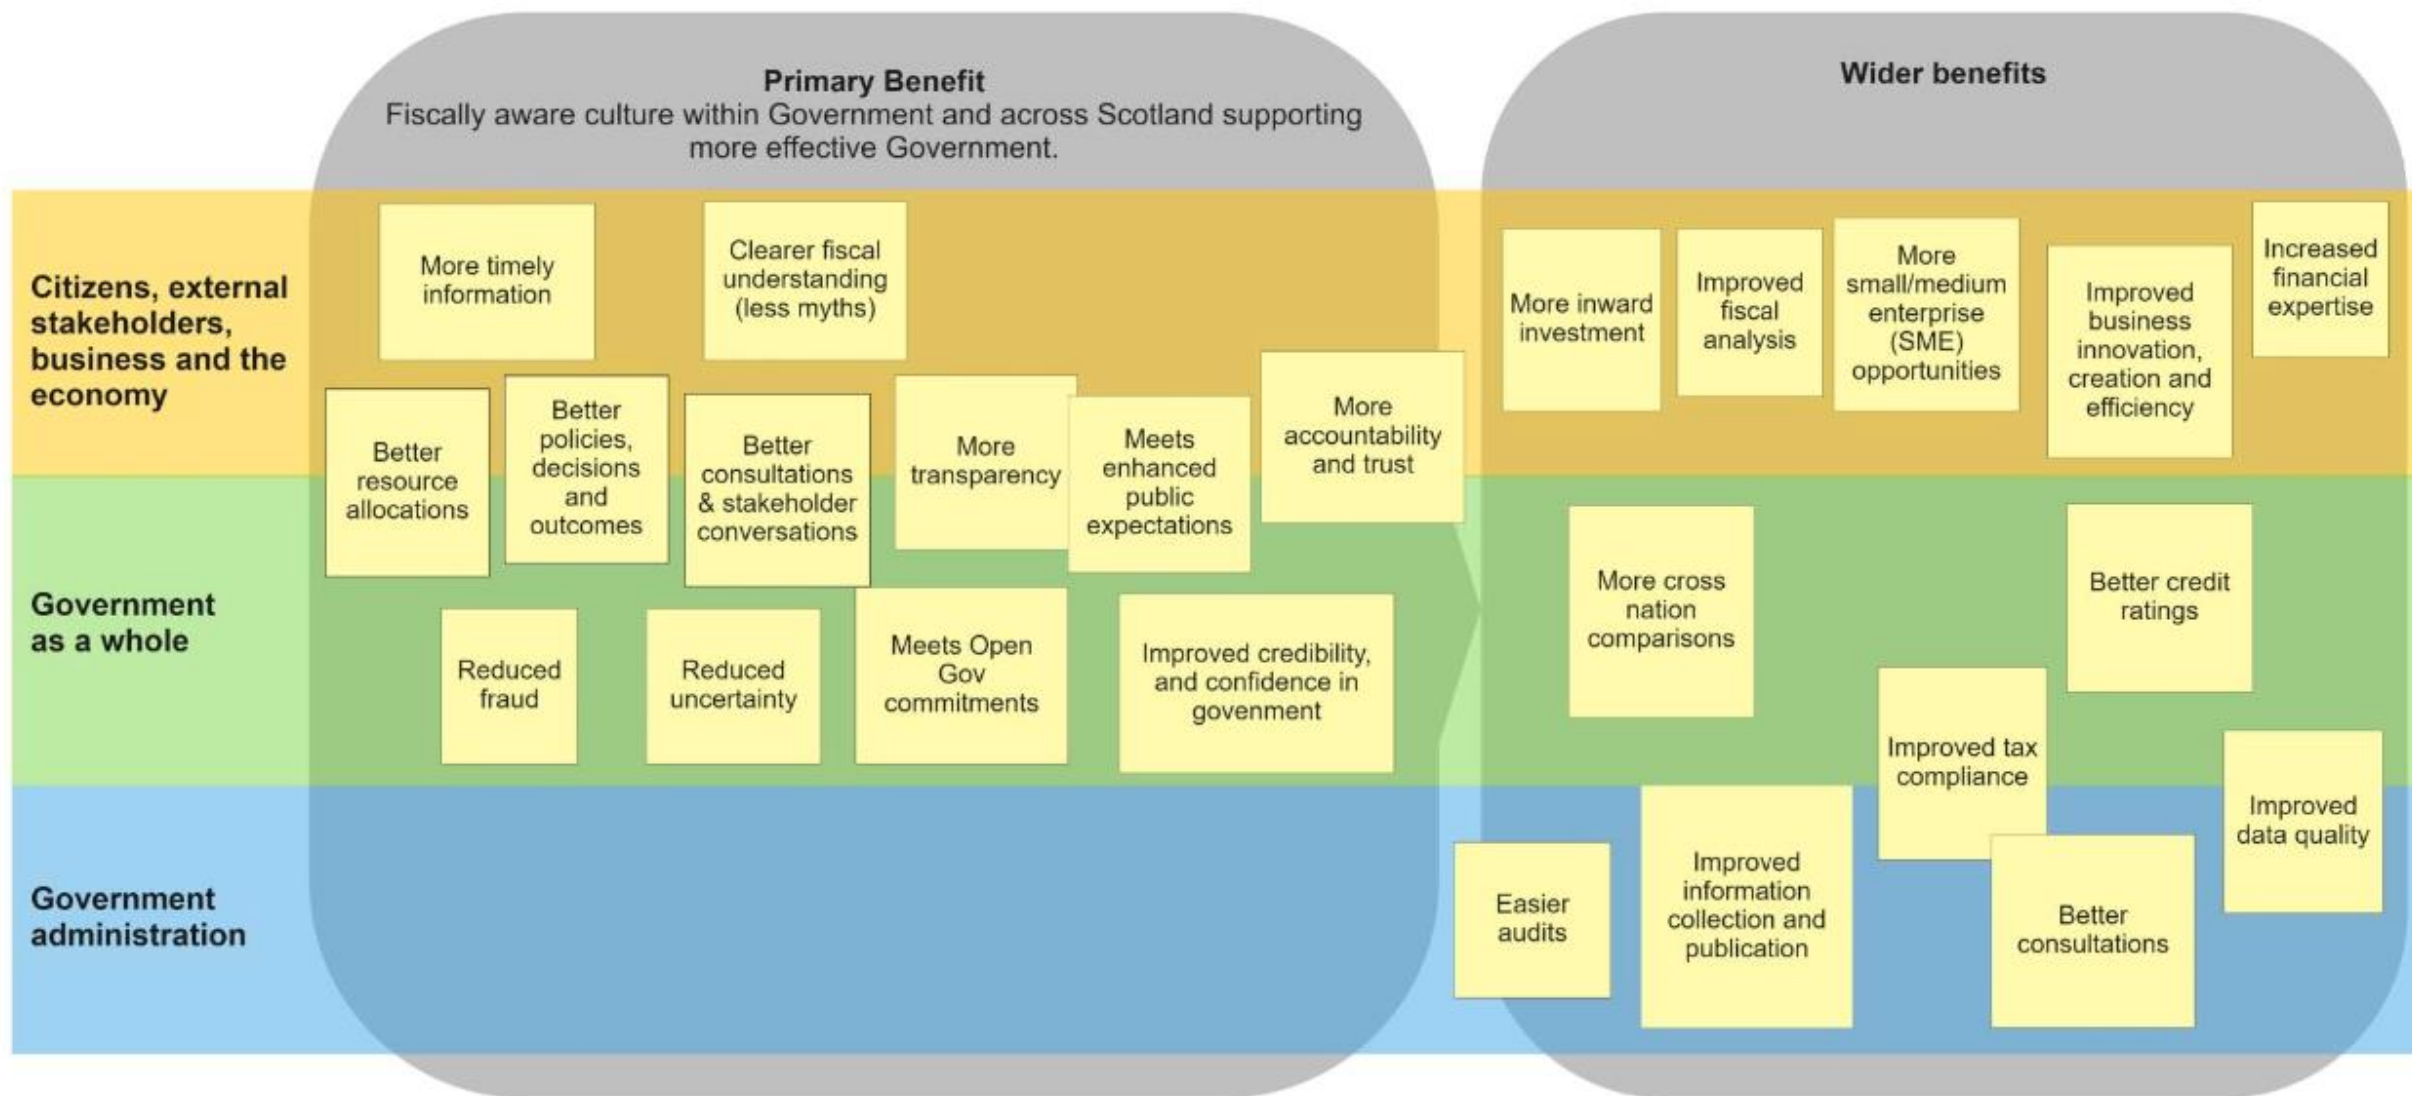 Primary Benefit
Fiscally aware culture within Government and across Scotland supporting
more effective Government.
Wider benefits
Citizens, external
stakeholders,
business and the
economy
More timely
information
Clearer fiscal
understanding
(less myths)
Better
resource
allocations
Better
policies,
decisions
and
outcomes
Better
consultations
& stakeholder
conversations
More
transparency
Meets
enhanced
public
expectations
More
accountability
and trust
More inward
investment
Improved
fiscal
analysis
More
small/medium
enterprise
(SME)
opportunities
Improved
business
innovation,
creation and
efficiency
Increased
financial
expertise
Government
as a whole
Reduced
fraud
Reduced
uncertainty
Meets Open
Gov
commitments
Improved credibility,
and confidence in
govenment
More cross
nation
comparisons
Better credit
ratings
Improved tax
compliance
Improved
data quality
Government
administration
Easier
audits
Improved
information
collection and
publication
Better
consultations